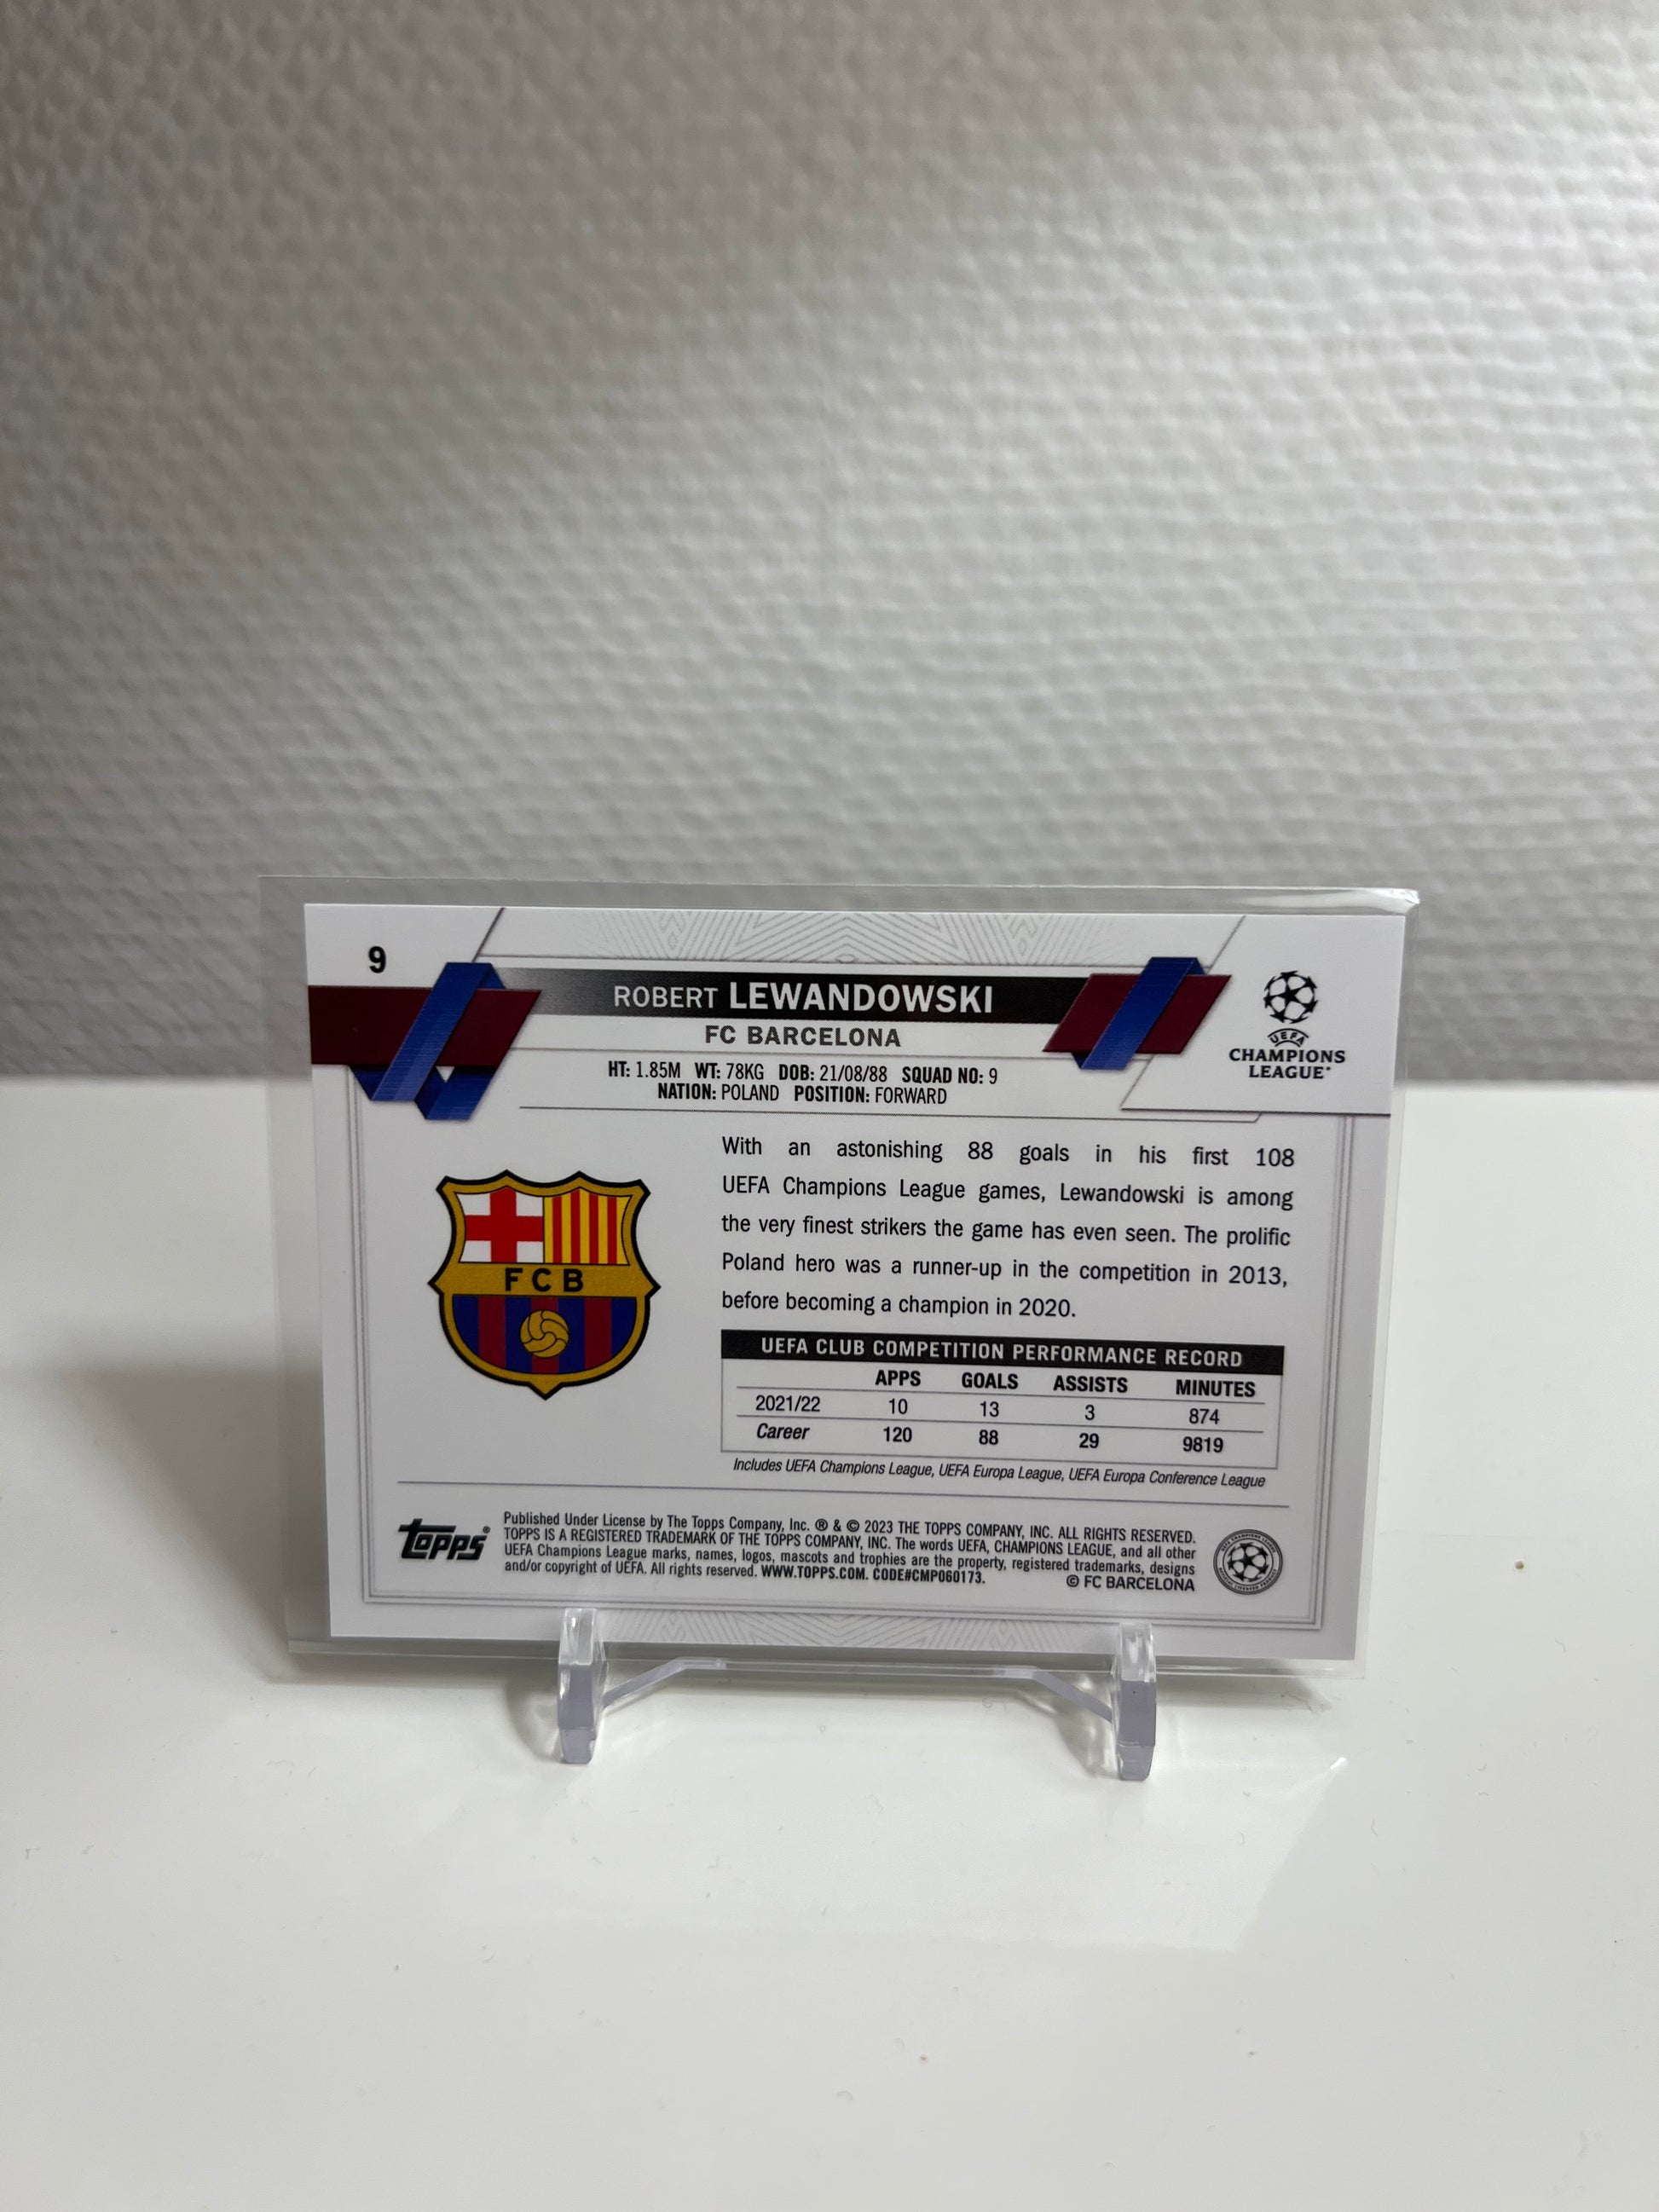 9
ROBERT LEWANDOWSKI
FC BARCELONA
UEFA
CHAMPIONS
LEAGUE
HT: 1.85M WT: 78KG DOB: 21/08/88 SQUAD NO: 9
NATION: POLAND POSITION: FORWARD
With an astonishing 88 goals in his first 108
UEFA Champions League games, Lewandowski is among
the very finest strikers the game has even seen. The prolific
Poland hero was a runner-up in the competition in 2013,
before becoming a champion in 2020.
FCB
UEFA CLUB COMPETITION PERFORMANCE RECORD
APPS GOALS ASSISTS MINUTES
2021/22 10 13 3 874
Career 120 88 29 9819
Includes UEFA Champions League, UEFA Europa League, UEFA Europa Conference League
topps®
Published Under License by The Topps Company, Inc. ® & © 2023 THE TOPPS COMPANY, INC. ALL RIGHTS RESERVED.
TOPPS IS A REGISTERED TRADEMARK OF THE TOPPS COMPANY, INC. The words UEFA, CHAMPIONS LEAGUE, and all other
UEFA Champions League marks, names, logos, mascots and trophies are the property, registered trademarks, designs
and/or copyright of UEFA. All rights reserved. WWW.TOPPS.COM. CODE#CMP060173.
© FC BARCELONA